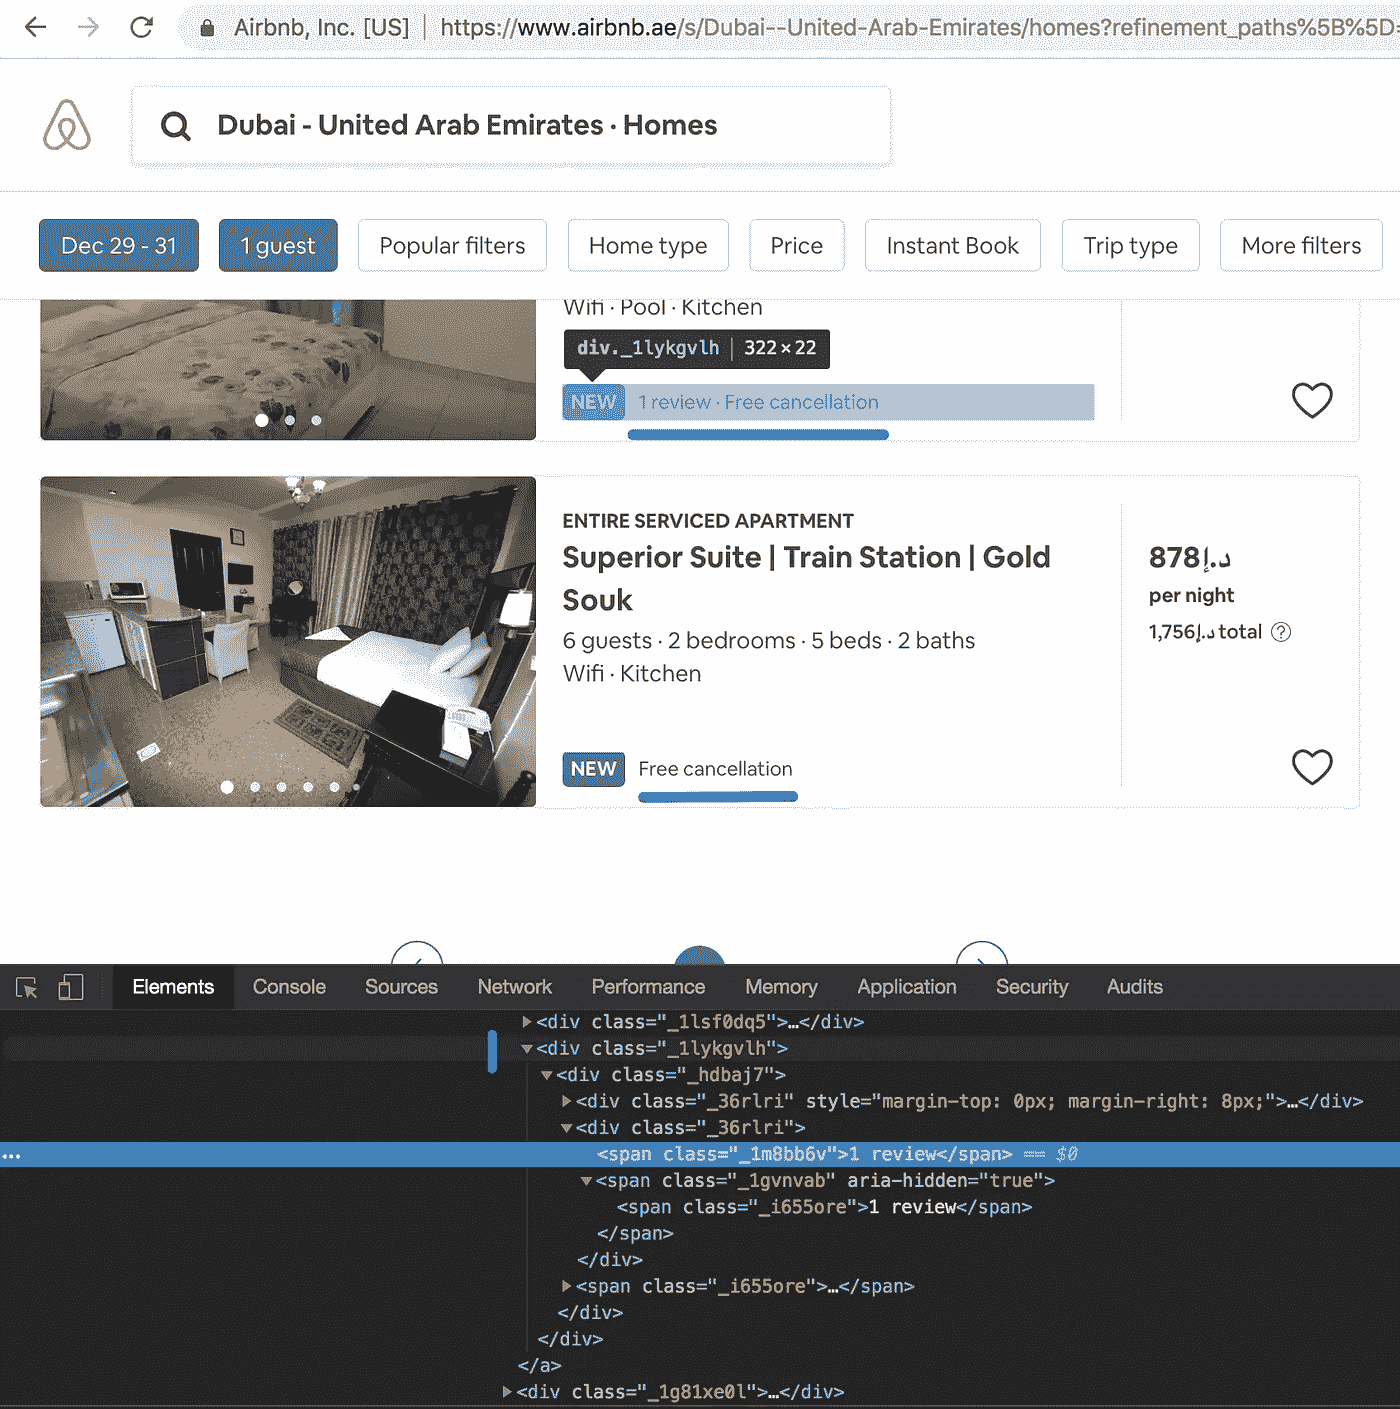 Airbnb, Inc. [US] | https://www.airbnb.ae/s/Dubai--United-Arab-Emirates/homes?refinement_paths%5B%5D=
Dubai - United Arab Emirates · Homes
Dec 29 - 31
1 guest
Popular filters
Home type
Price
Instant Book
Trip type
More filters
Wifi · Pool · Kitchen
div._1lykgvlh | 322 × 22
NEW 1 review · Free cancellation
ENTIRE SERVICED APARTMENT
Superior Suite | Train Station | Gold
Souk
6 guests · 2 bedrooms · 5 beds · 2 baths
Wifi · Kitchen
NEW Free cancellation
878د.إ
per night
1,756د.إ total ?
Elements Console Sources Network Performance Memory Application Security Audits
<div class="_1lsf0dq5">…</div>
<div class="_1lykgvlh">
<div class="_hdbaj7">
<div class="_36rlri" style="margin-top: 0px; margin-right: 8px;">…</div>
<div class="_36rlri">
... <span class="_1m8bb6v">1 review</span> == $0
<span class="_1gvnvab" aria-hidden="true">
<span class="_i655ore">1 review</span>
</span>
</div>
<span class="_i655ore">…</span>
</div>
</div>
</a>
<div class="_1g81xe0l">…</div>